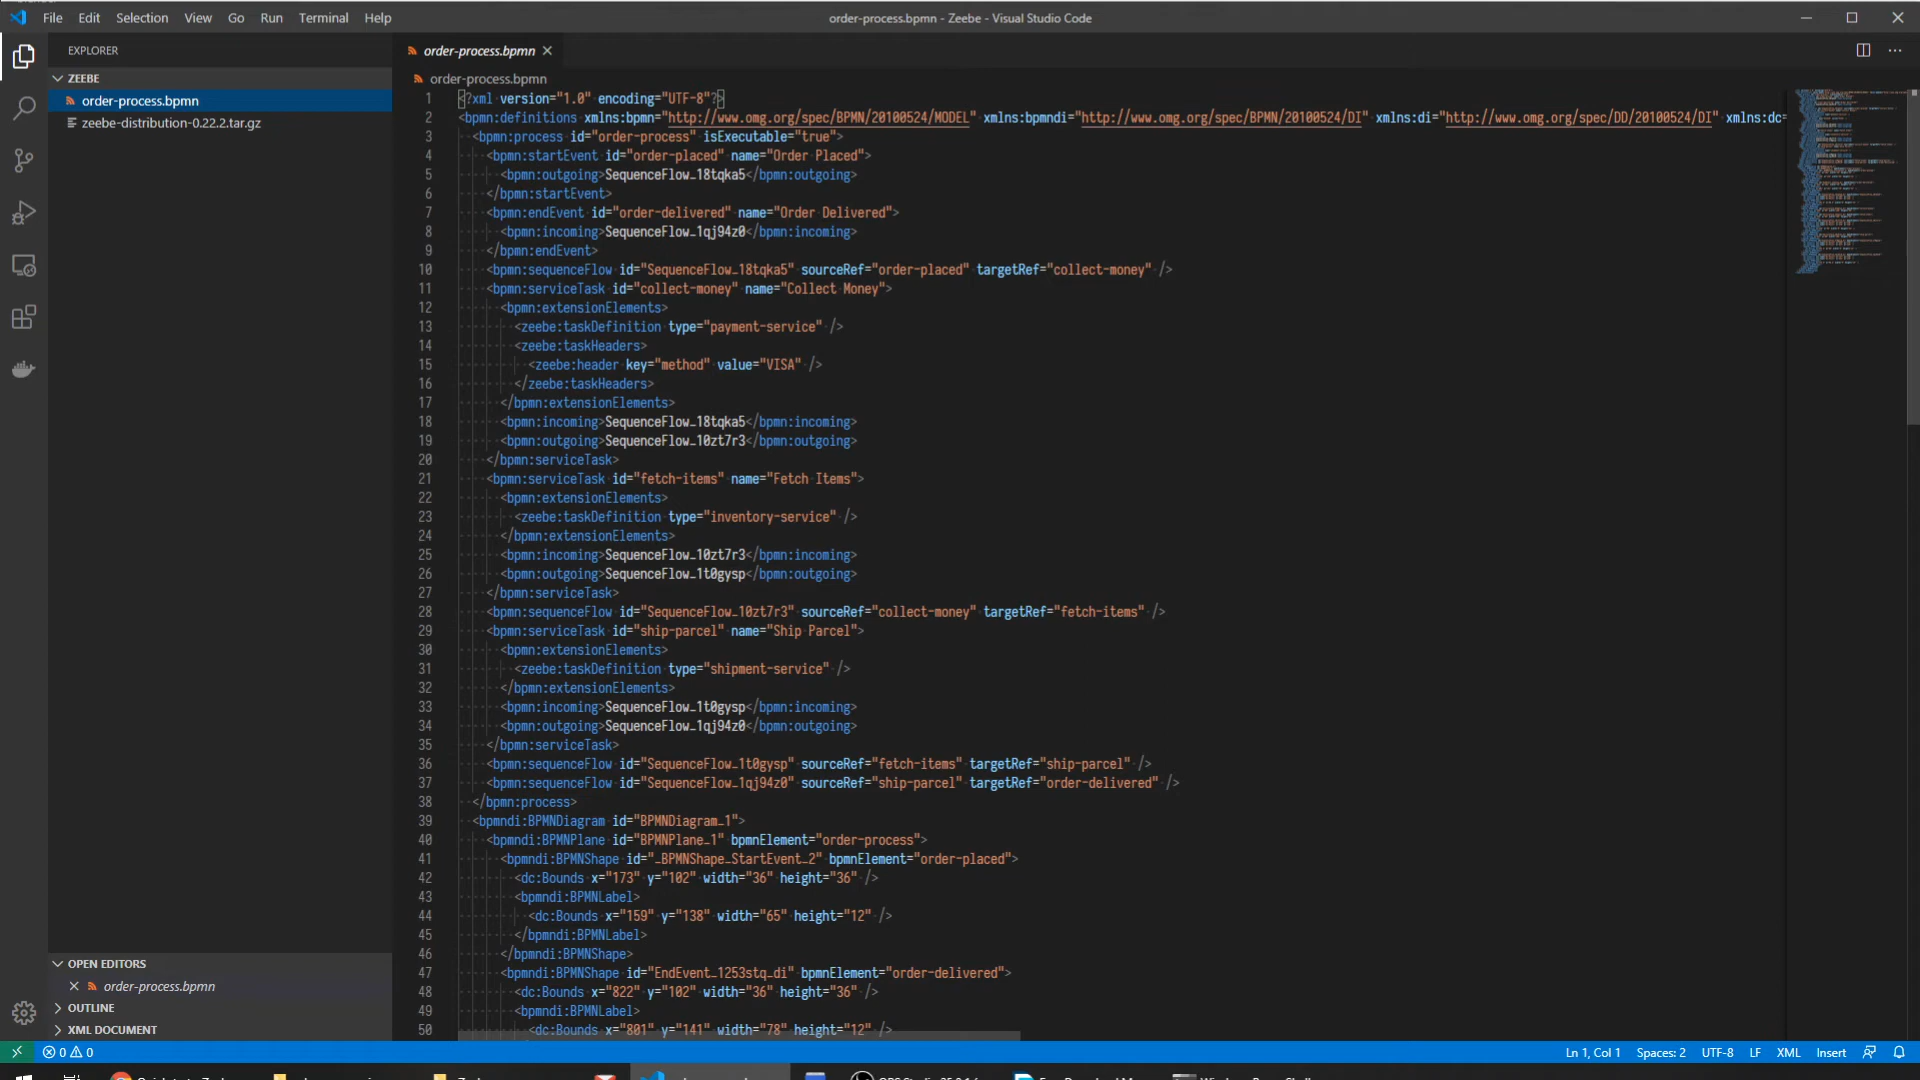 File Edit Selection View Go Run Terminal Help
order-process.bpmn - Zeebe - Visual Studio Code
EXPLORER
ZEEBE
order-process.bpmn
zeebe-distribution-0.22.2.tar.gz
order-process.bpmn
order-process.bpmn
1 <?xml version="1.0" encoding="UTF-8"?>
2 <bpmn:definitions xmlns:bpmn="http://www.omg.org/spec/BPMN/20100524/MODEL" xmlns:bpmndi="http://www.omg.org/spec/BPMN/20100524/DI" xmlns:di="http://www.omg.org/spec/DD/20100524/DI" xmlns:dc=
3 <bpmn:process id="order-process" isExecutable="true">
4 <bpmn:startEvent id="order-placed" name="Order Placed">
5 <bpmn:outgoing>SequenceFlow_18tqka5</bpmn:outgoing>
6 </bpmn:startEvent>
7 <bpmn:endEvent id="order-delivered" name="Order Delivered">
8 <bpmn:incoming>SequenceFlow_1qj94z0</bpmn:incoming>
9 </bpmn:endEvent>
10 <bpmn:sequenceFlow id="SequenceFlow_18tqka5" sourceRef="order-placed" targetRef="collect-money" />
11 <bpmn:serviceTask id="collect-money" name="Collect Money">
12 <bpmn:extensionElements>
13 <zeebe:taskDefinition type="payment-service" />
14 <zeebe:taskHeaders>
15 <zeebe:header key="method" value="VISA" />
16 </zeebe:taskHeaders>
17 </bpmn:extensionElements>
18 <bpmn:incoming>SequenceFlow_18tqka5</bpmn:incoming>
19 <bpmn:outgoing>SequenceFlow_10zt7r3</bpmn:outgoing>
20 </bpmn:serviceTask>
21 <bpmn:serviceTask id="fetch-items" name="Fetch Items">
22 <bpmn:extensionElements>
23 <zeebe:taskDefinition type="inventory-service" />
24 </bpmn:extensionElements>
25 <bpmn:incoming>SequenceFlow_10zt7r3</bpmn:incoming>
26 <bpmn:outgoing>SequenceFlow_1t0gysp</bpmn:outgoing>
27 </bpmn:serviceTask>
28 <bpmn:sequenceFlow id="SequenceFlow_10zt7r3" sourceRef="collect-money" targetRef="fetch-items" />
29 <bpmn:serviceTask id="ship-parcel" name="Ship Parcel">
30 <bpmn:extensionElements>
31 <zeebe:taskDefinition type="shipment-service" />
32 </bpmn:extensionElements>
33 <bpmn:incoming>SequenceFlow_1t0gysp</bpmn:incoming>
34 <bpmn:outgoing>SequenceFlow_1qj94z0</bpmn:outgoing>
35 </bpmn:serviceTask>
36 <bpmn:sequenceFlow id="SequenceFlow_1t0gysp" sourceRef="fetch-items" targetRef="ship-parcel" />
37 <bpmn:sequenceFlow id="SequenceFlow_1qj94z0" sourceRef="ship-parcel" targetRef="order-delivered" />
38 </bpmn:process>
39 <bpmndi:BPMNDiagram id="BPMNDiagram_1">
40 <bpmndi:BPMNPlane id="BPMNPlane_1" bpmnElement="order-process">
41 <bpmndi:BPMNShape id="_BPMNShape_StartEvent_2" bpmnElement="order-placed">
42 <dc:Bounds x="173" y="102" width="36" height="36" />
43 <bpmndi:BPMNLabel>
44 <dc:Bounds x="159" y="138" width="65" height="12" />
45 </bpmndi:BPMNLabel>
46 </bpmndi:BPMNShape>
47 <bpmndi:BPMNShape id="EndEvent_1253stq_di" bpmnElement="order-delivered">
48 <dc:Bounds x="822" y="102" width="36" height="36" />
49 <bpmndi:BPMNLabel>
50 <dc:Bounds x="801" y="141" width="78" height="12" />
OPEN EDITORS
order-process.bpmn
OUTLINE
XML DOCUMENT
0 0
Ln 1, Col 1 Spaces: 2 UTF-8 LF XML Insert